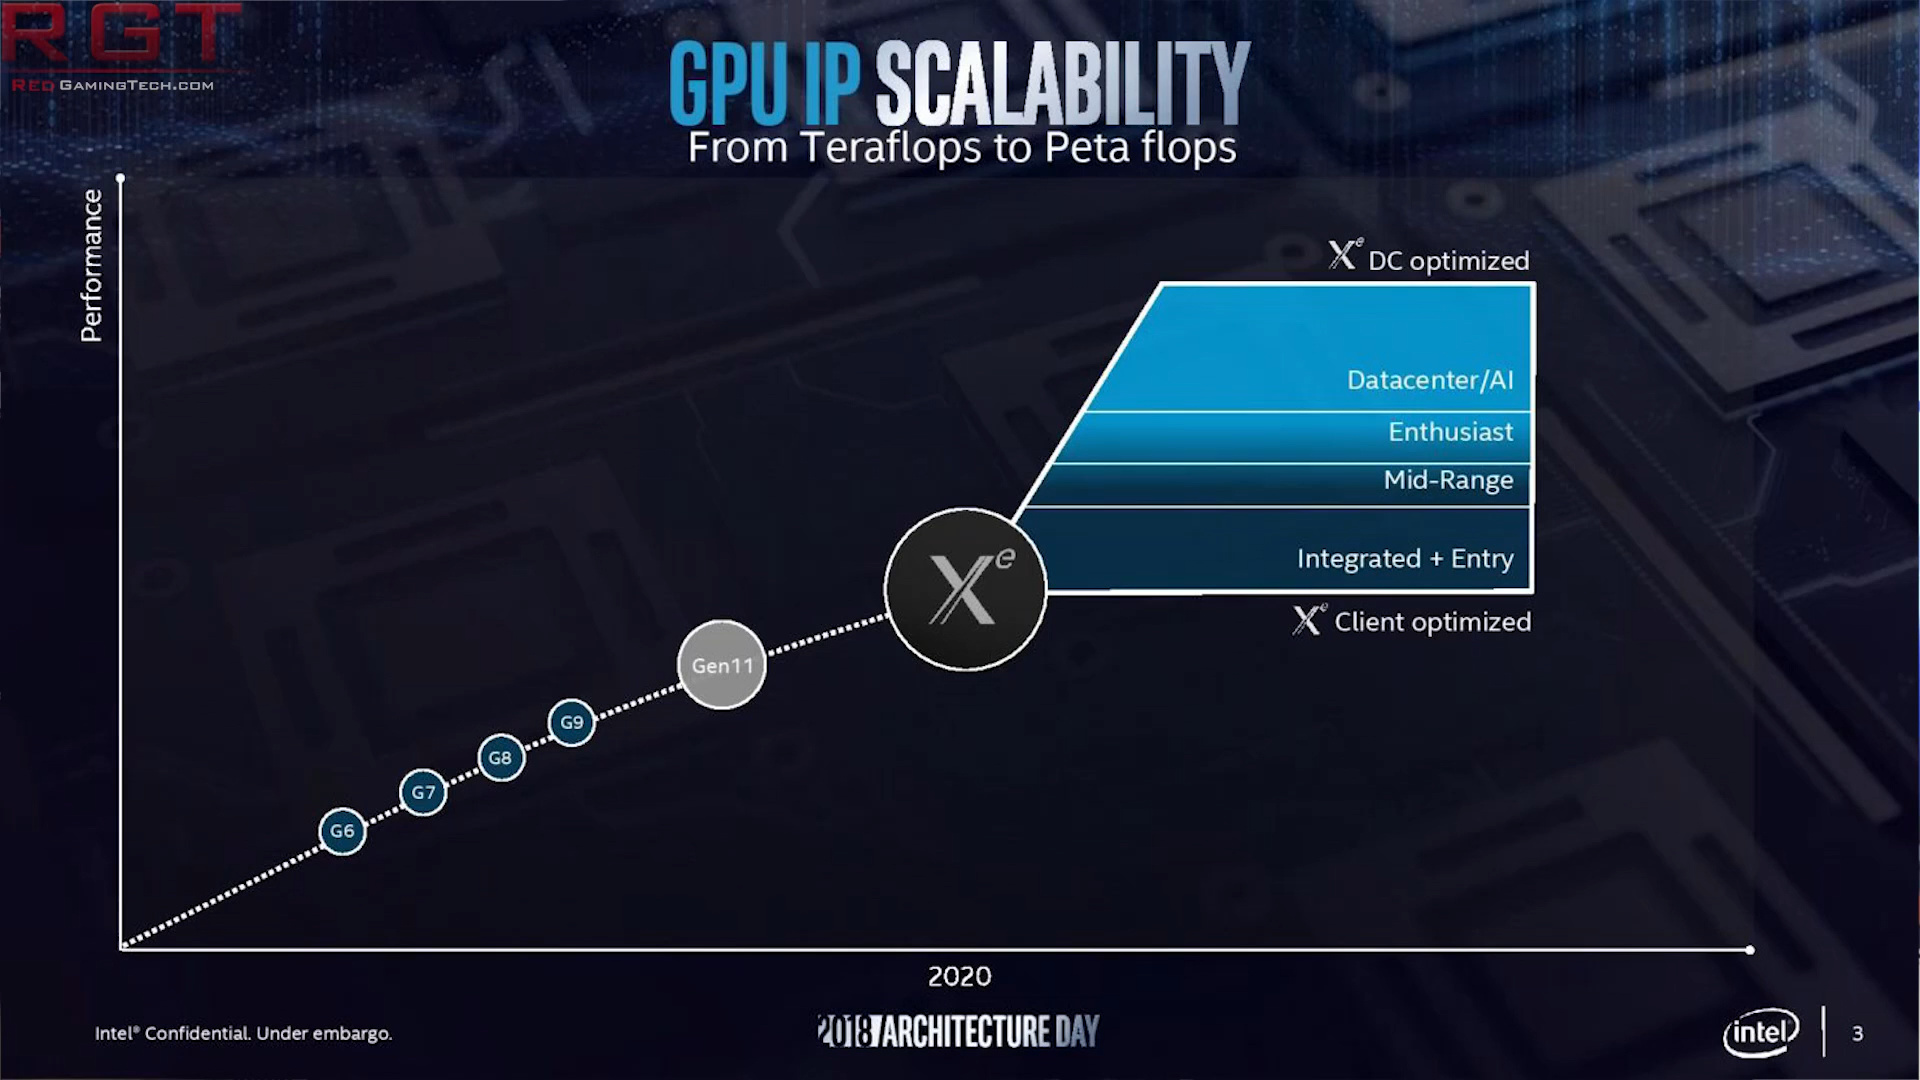 RGT
REDGAMINGTECH.COM
GPU IP SCALABILITY
From Teraflops to Peta flops
Performance
Xe DC optimized
Datacenter/AI
Enthusiast
Mid-Range
Integrated + Entry
Xe Client optimized
Xe
Gen11
G9
G8
G7
G6
2020
Intel® Confidential. Under embargo.
2018 ARCHITECTURE DAY
intel
3